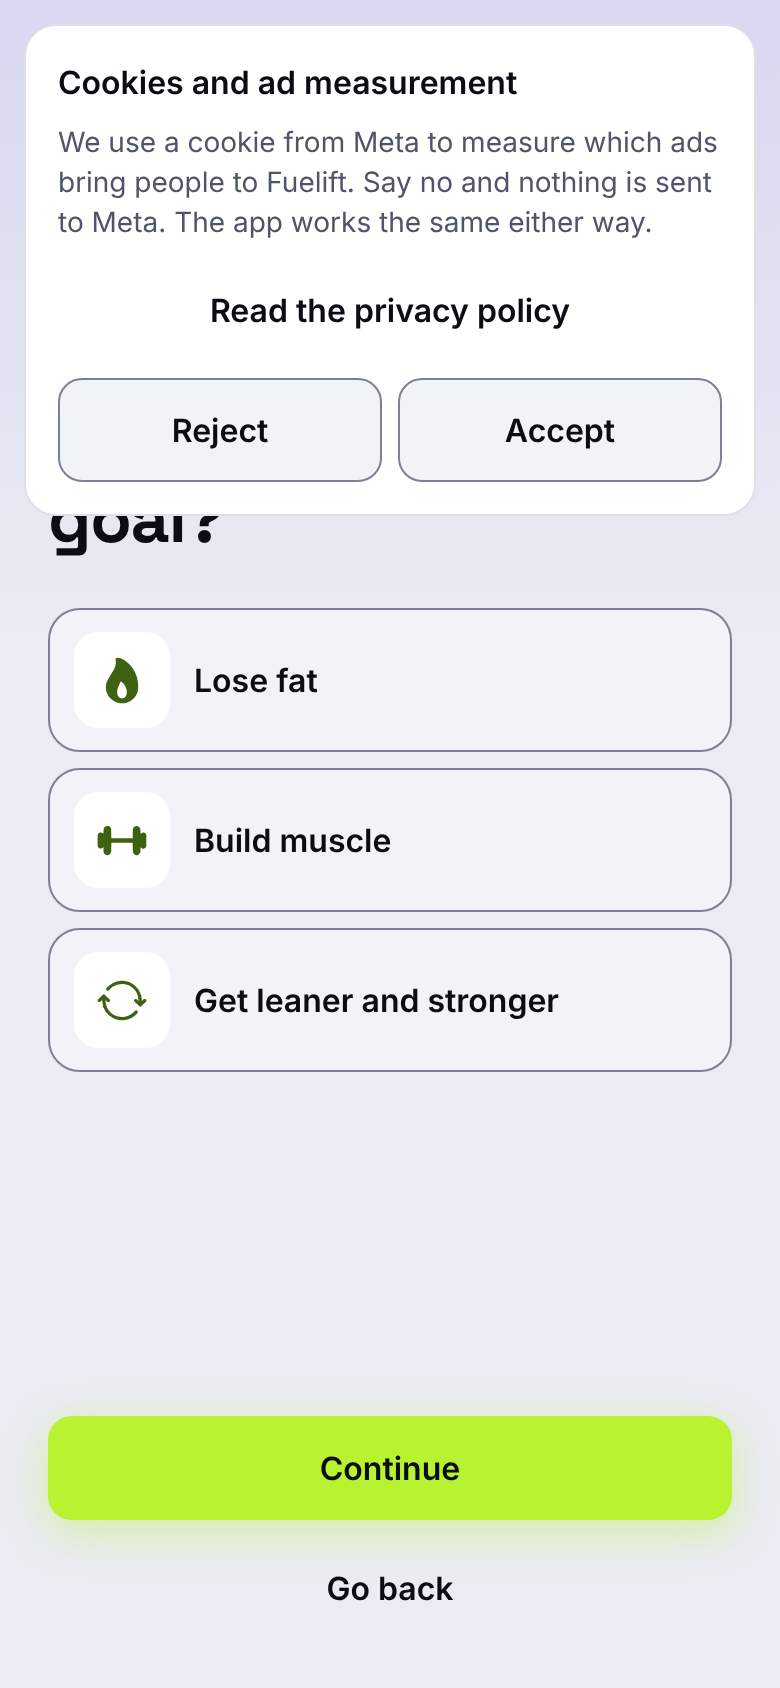 Cookies and ad measurement
We use a cookie from Meta to measure which ads
bring people to Fuelift. Say no and nothing is sent
to Meta. The app works the same either way.
Read the privacy policy
Reject
Accept
goal?
Lose fat
Build muscle
Get leaner and stronger
Continue
Go back